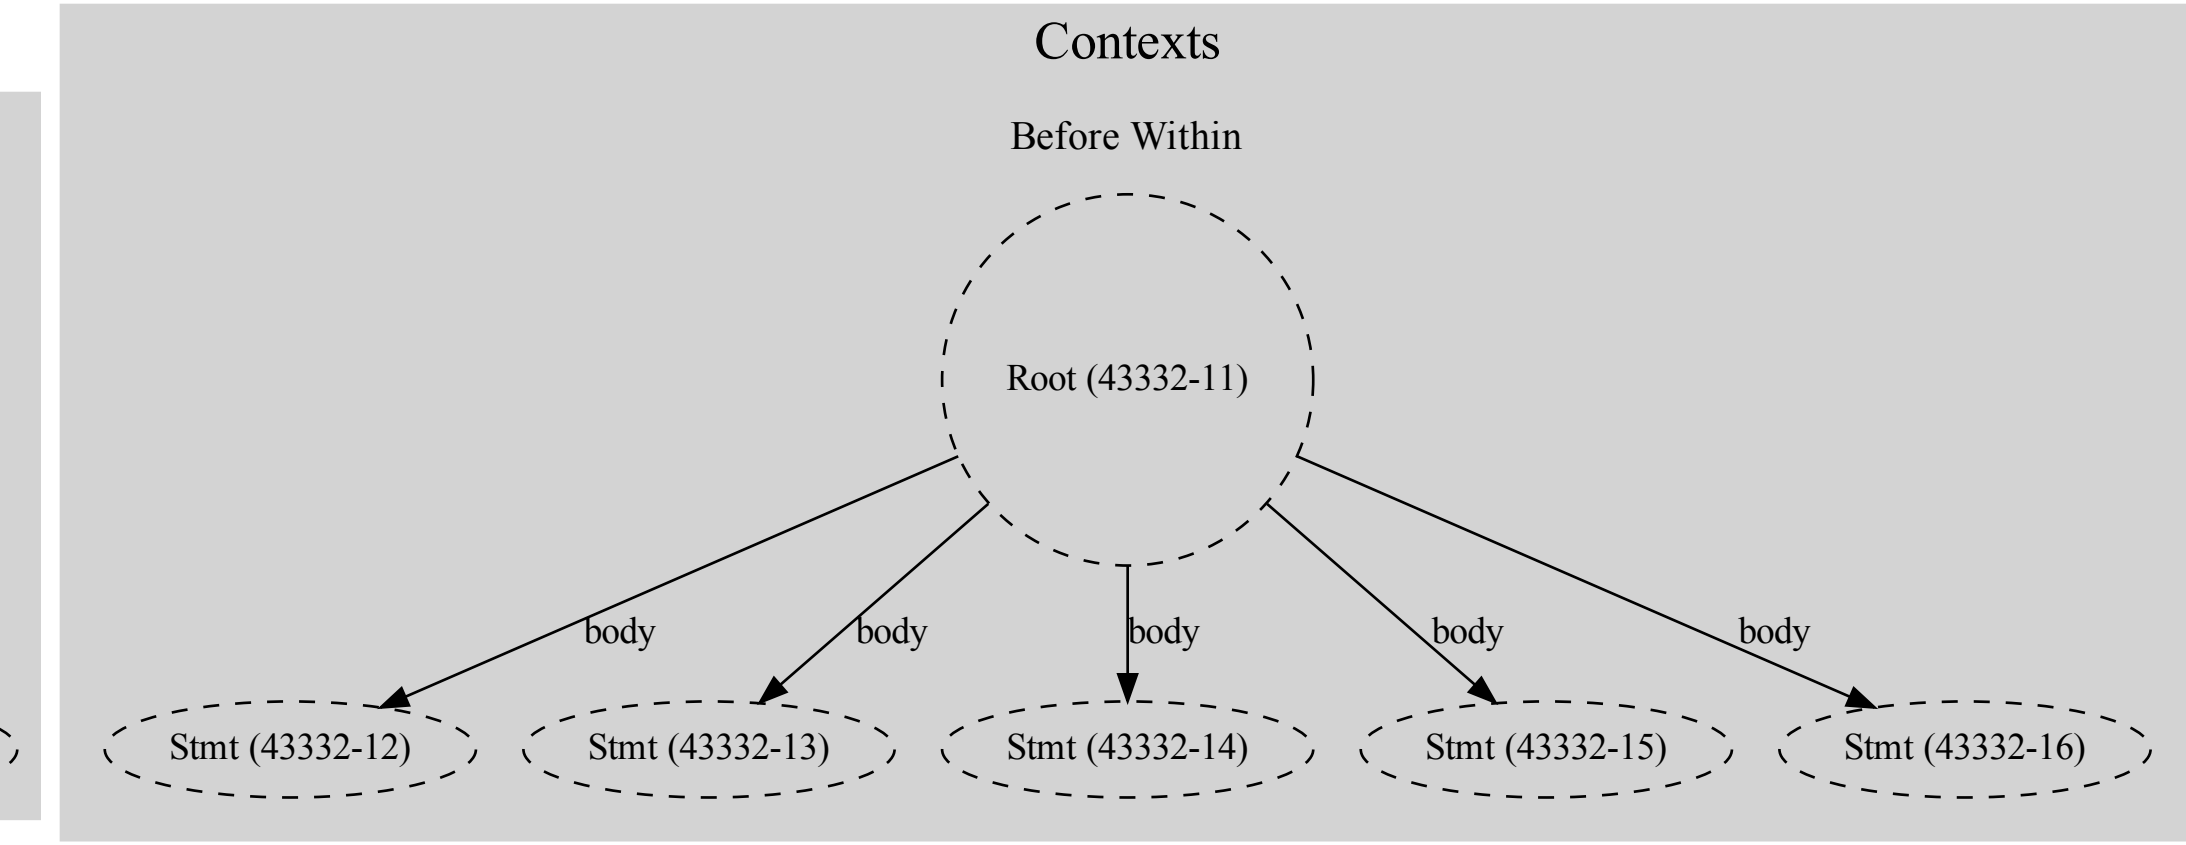 Contexts
Before Within
Root (43332-11)
body
body
body
body
body
Stmt (43332-12)
Stmt (43332-13)
Stmt (43332-14)
Stmt (43332-15)
Stmt (43332-16)